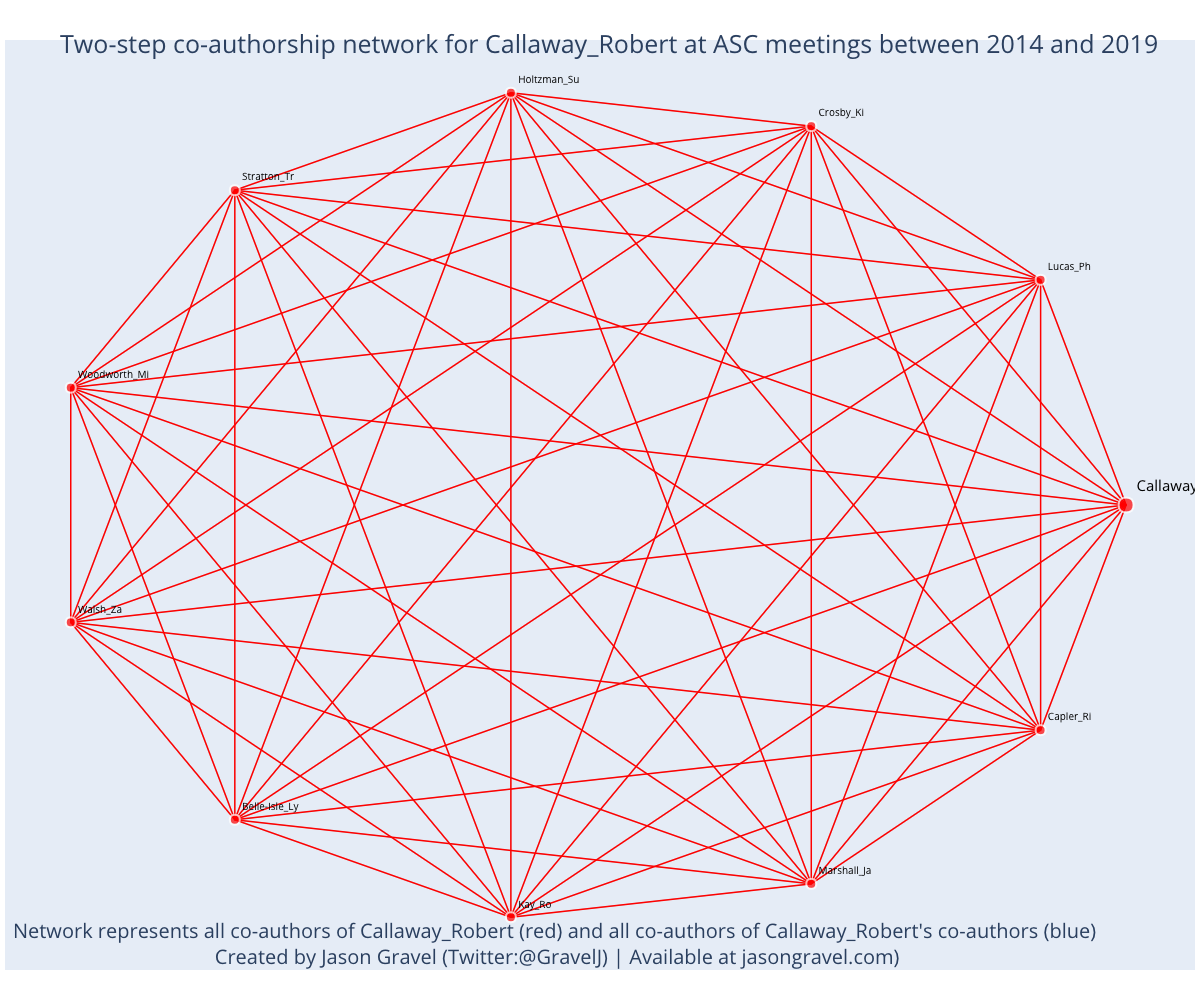 Two-step co-authorship network for Callaway_Robert at ASC meetings between 2014 and 2019
Holtzman_Su
Crosby_Ki
Stratton_Tr
Lucas_Ph
Woodworth_Mi
Callaway
Walsh_Za
Capler_Ri
Belle-Isle_Ly
Marshall_Ja
Kay_Ro
Network represents all co-authors of Callaway_Robert (red) and all co-authors of Callaway_Robert's co-authors (blue)
Created by Jason Gravel (Twitter:@GravelJ) | Available at jasongravel.com)